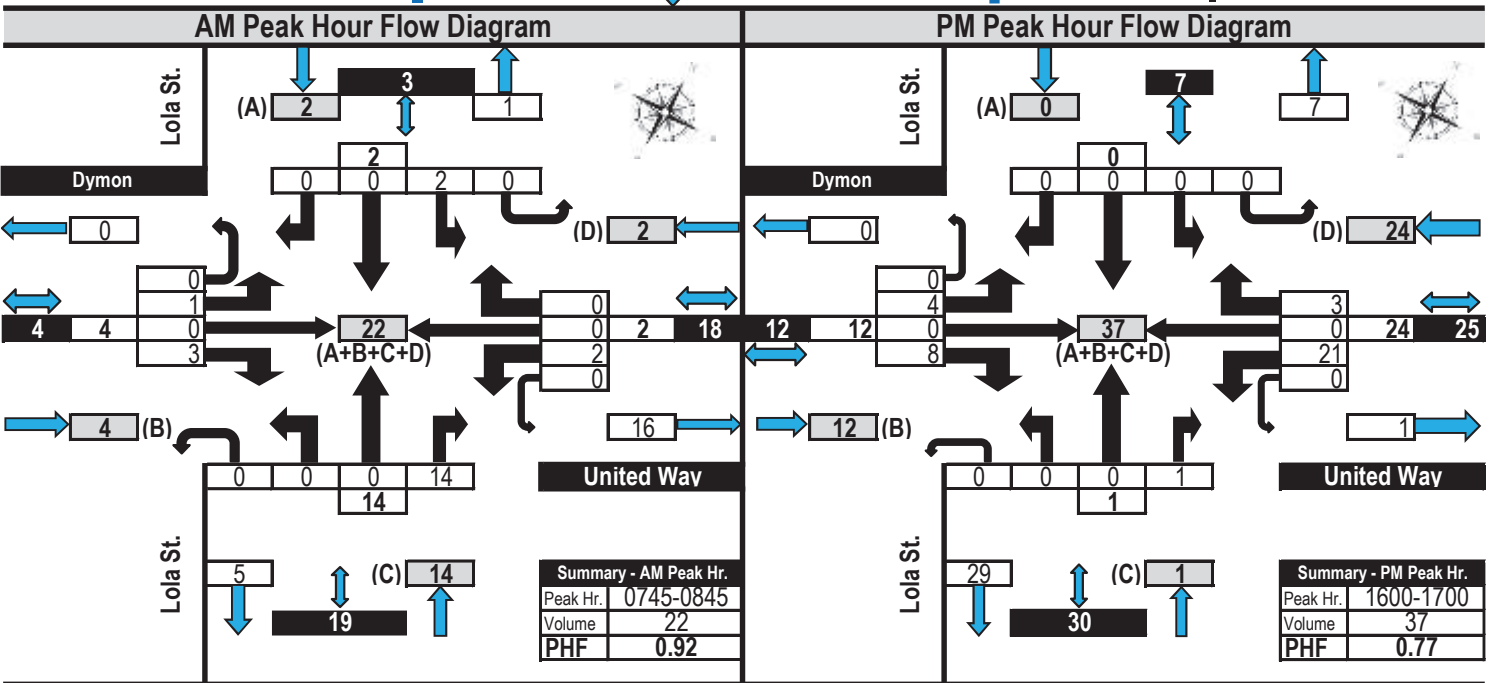 AM Peak Hour Flow Diagram
Lola St.
3
(A) 2
1
2
0 0 2 0
Dymon
0
(D) 2
0
1
0
3
4 4
22
(A+B+C+D)
0
0
2
0
2 18
4 (B)
16
0 0 0 14
14
United Way
Lola St.
5
(C) 14
19
Summary - AM Peak Hr.
Peak Hr. 0745-0845
Volume 22
PHF 0.92
PM Peak Hour Flow Diagram
Lola St.
7
(A) 0
7
0
0 0 0 0
Dymon
0
(D) 24
0
4
0
8
12 12
37
(A+B+C+D)
3
0
21
0
24 25
12 (B)
1
0 0 0 1
1
United Way
Lola St.
29
(C) 1
30
Summary - PM Peak Hr.
Peak Hr. 1600-1700
Volume 37
PHF 0.77